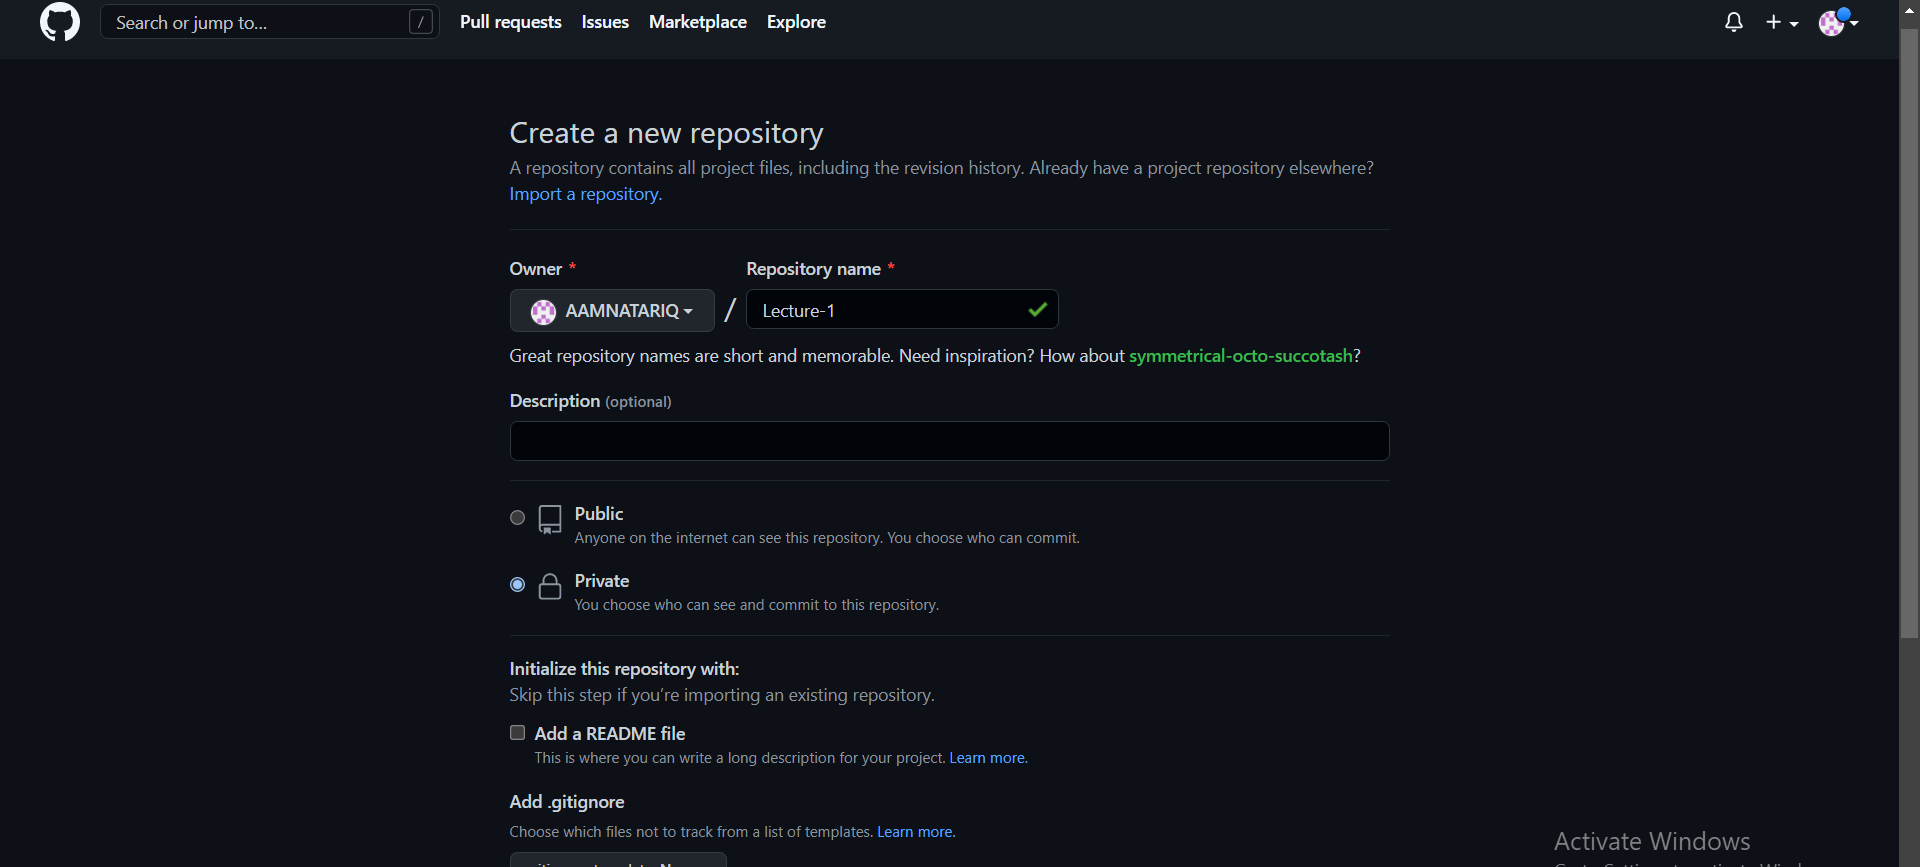 Search or jump to... /
Pull requests Issues Marketplace Explore
Create a new repository
A repository contains all project files, including the revision history. Already have a project repository elsewhere?
Import a repository.
Owner * Repository name *
AAMNATARIQ / Lecture-1
Great repository names are short and memorable. Need inspiration? How about symmetrical-octo-succotash?
Description (optional)
Public
Anyone on the internet can see this repository. You choose who can commit.
Private
You choose who can see and commit to this repository.
Initialize this repository with:
Skip this step if you're importing an existing repository.
Add a README file
This is where you can write a long description for your project. Learn more.
Add .gitignore
Choose which files not to track from a list of templates. Learn more.
Activate Windows